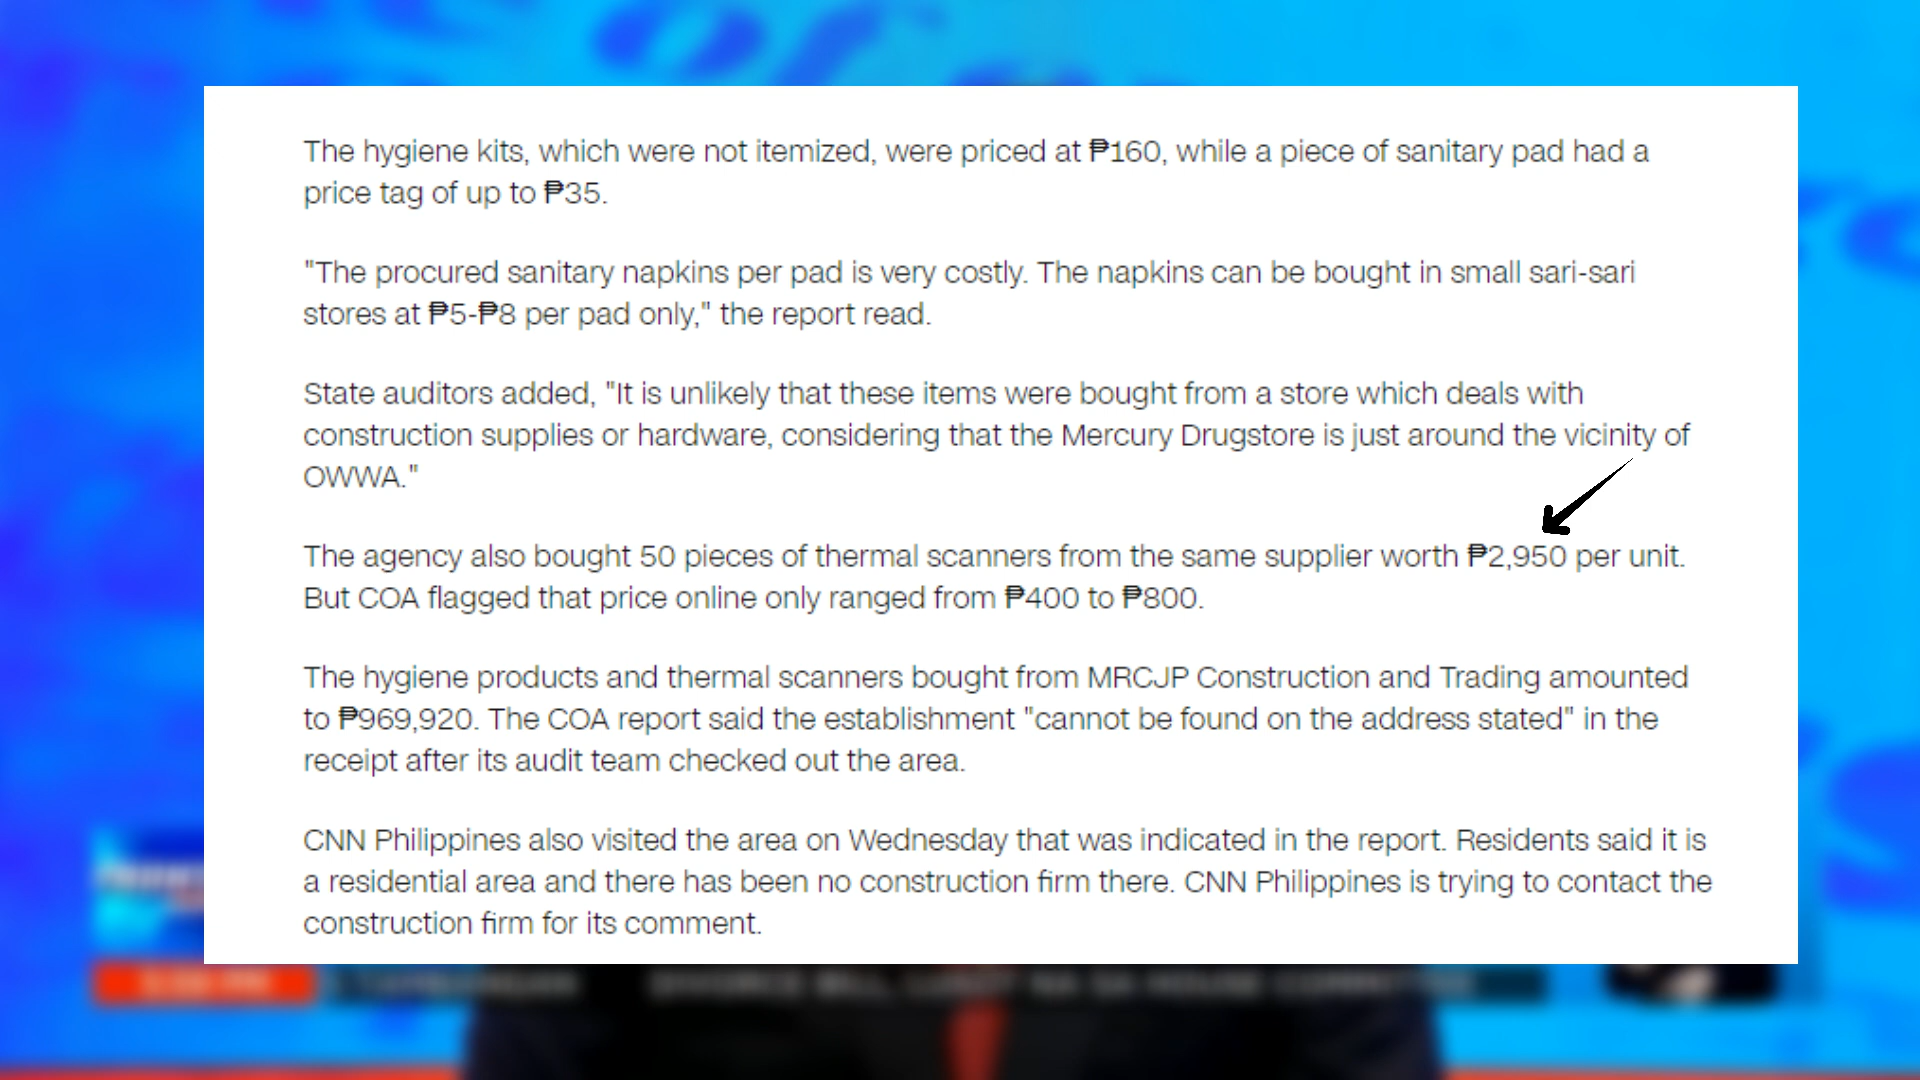 The hygiene kits, which were not itemized, were priced at ₱160, while a piece of sanitary pad had a
price tag of up to ₱35.
"The procured sanitary napkins per pad is very costly. The napkins can be bought in small sari-sari
stores at ₱5-₱8 per pad only," the report read.
State auditors added, "It is unlikely that these items were bought from a store which deals with
construction supplies or hardware, considering that the Mercury Drugstore is just around the vicinity of
OWWA."
The agency also bought 50 pieces of thermal scanners from the same supplier worth ₱2,950 per unit.
But COA flagged that price online only ranged from ₱400 to ₱800.
The hygiene products and thermal scanners bought from MRCJP Construction and Trading amounted
to ₱969,920. The COA report said the establishment "cannot be found on the address stated" in the
receipt after its audit team checked out the area.
CNN Philippines also visited the area on Wednesday that was indicated in the report. Residents said it is
a residential area and there has been no construction firm there. CNN Philippines is trying to contact the
construction firm for its comment.